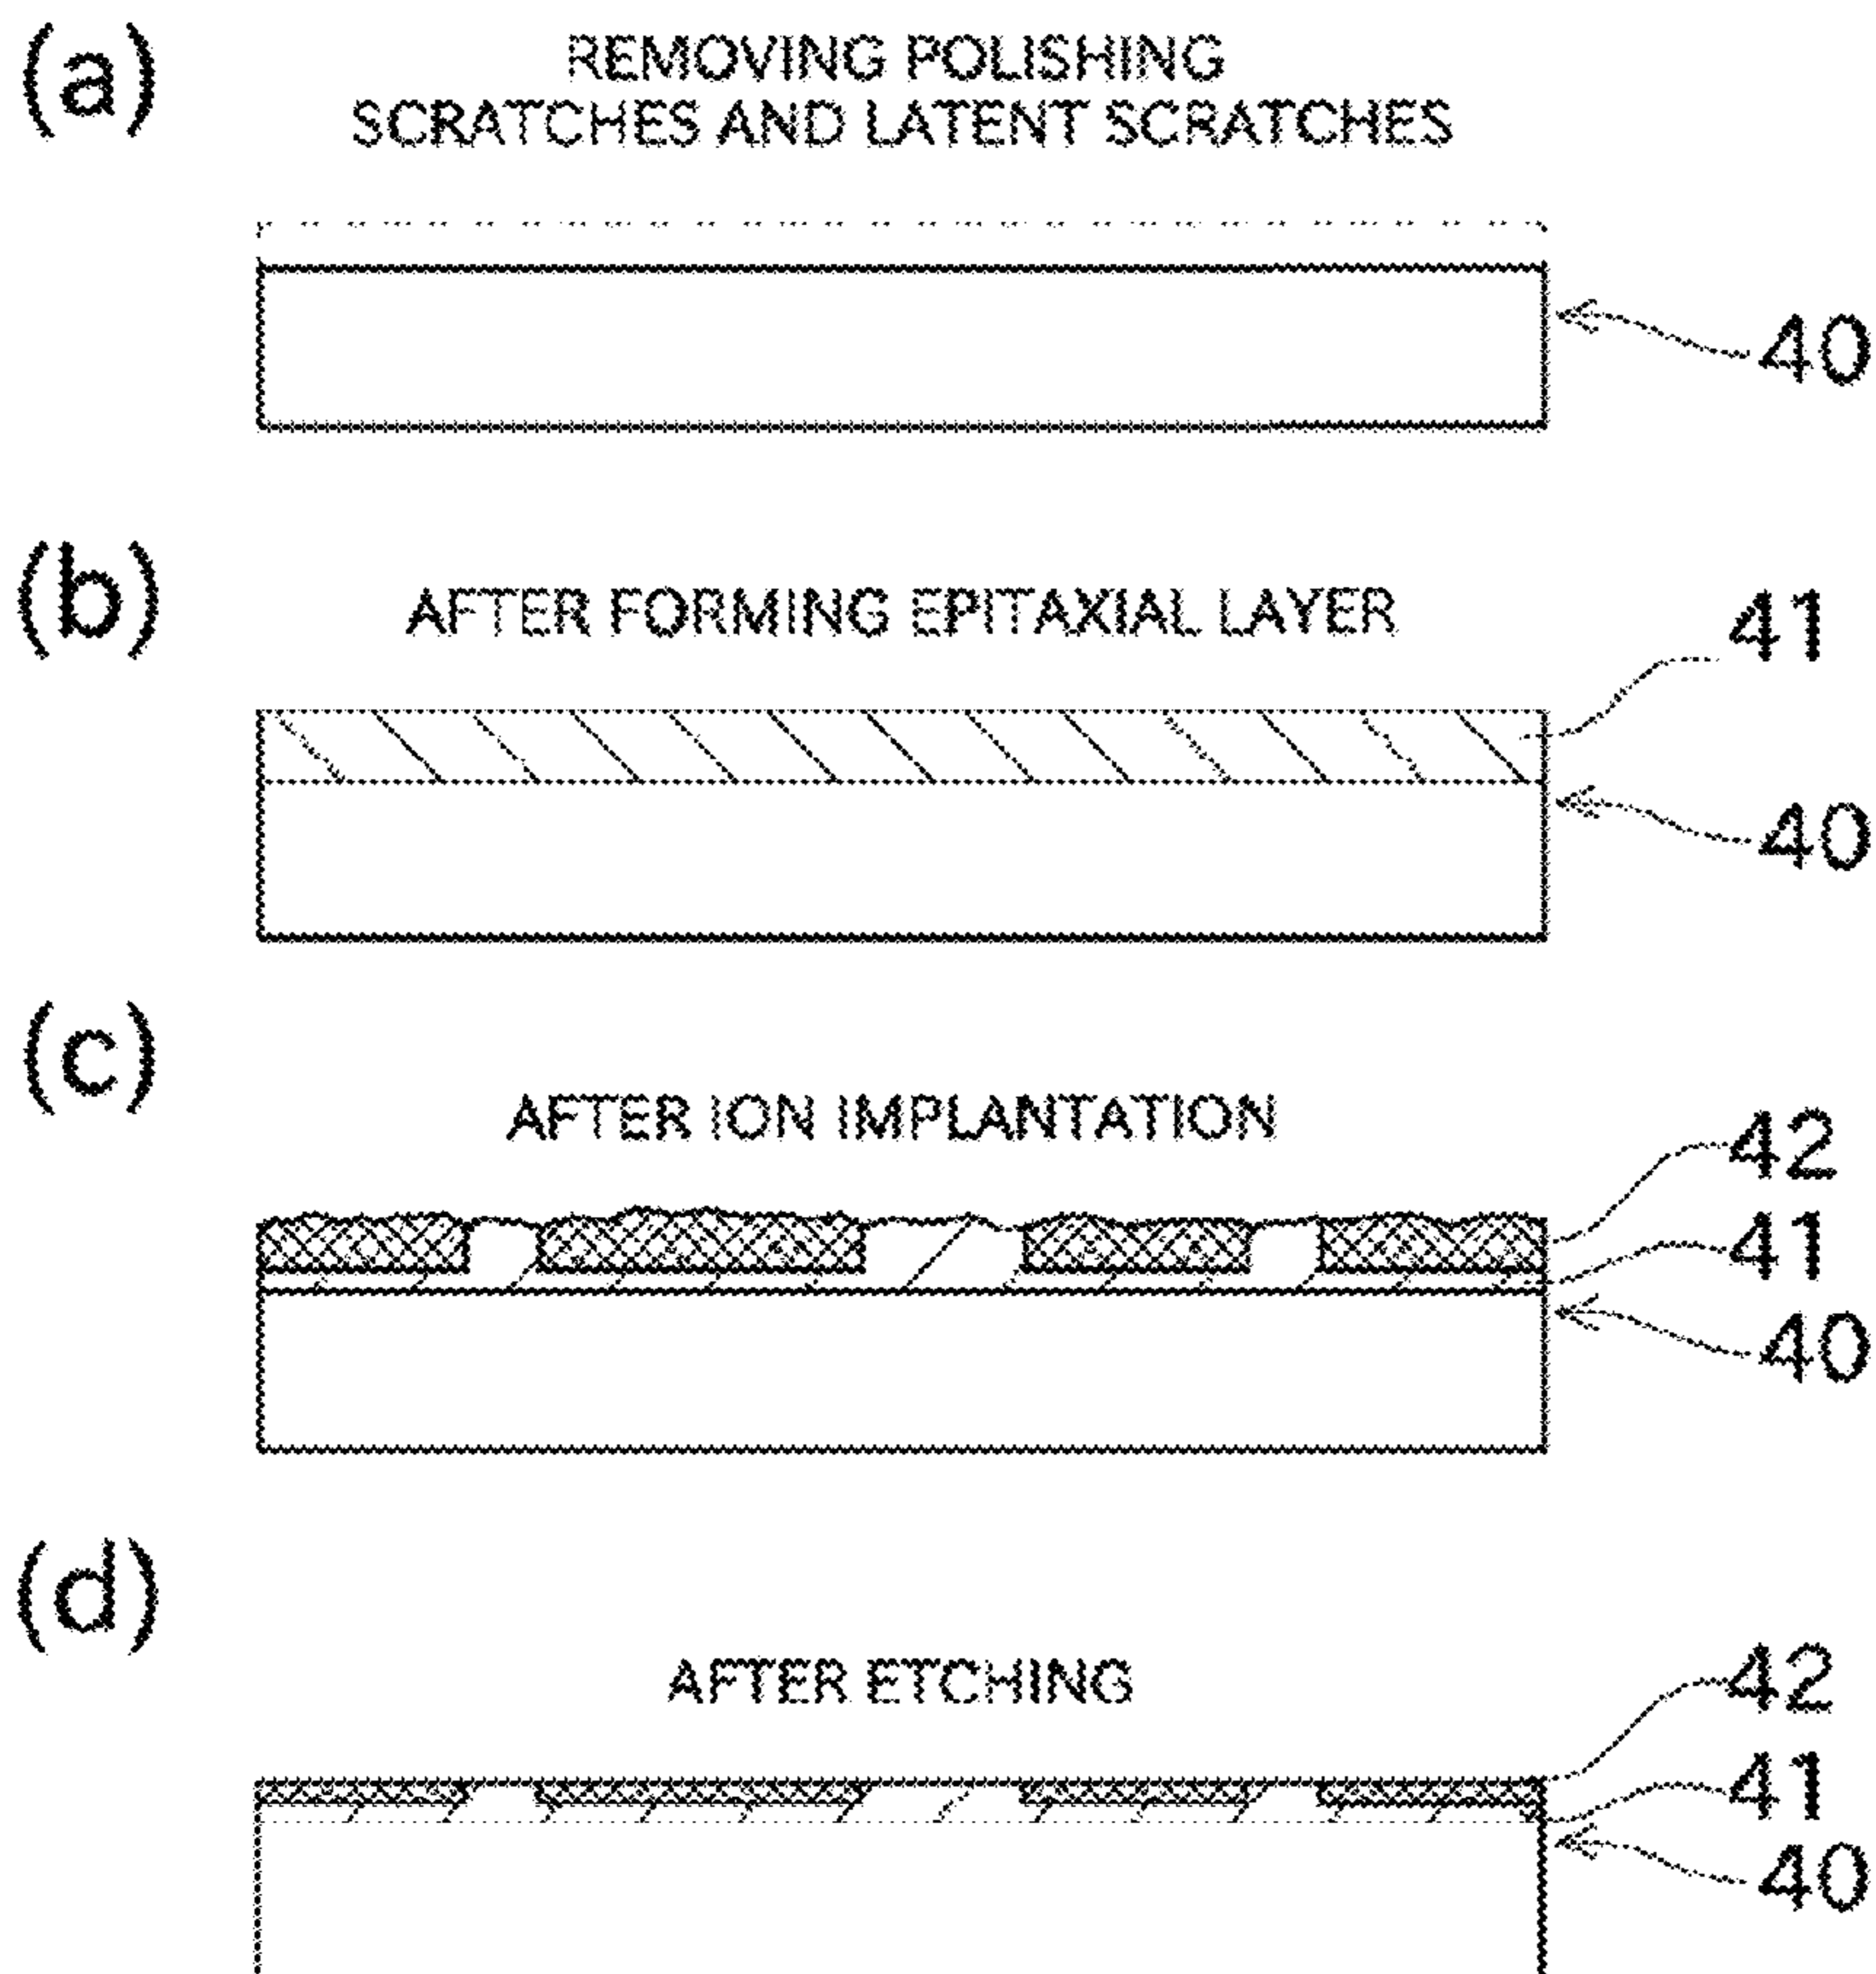 (a)
REMOVING POLISHING
SCRATCHES AND LATENT SCRATCHES
40
(b)
AFTER FORMING EPITAXIAL LAYER
41
40
(c)
AFTER ION IMPLANTATION
42
41
40
(d)
AFTER ETCHING
42
41
40